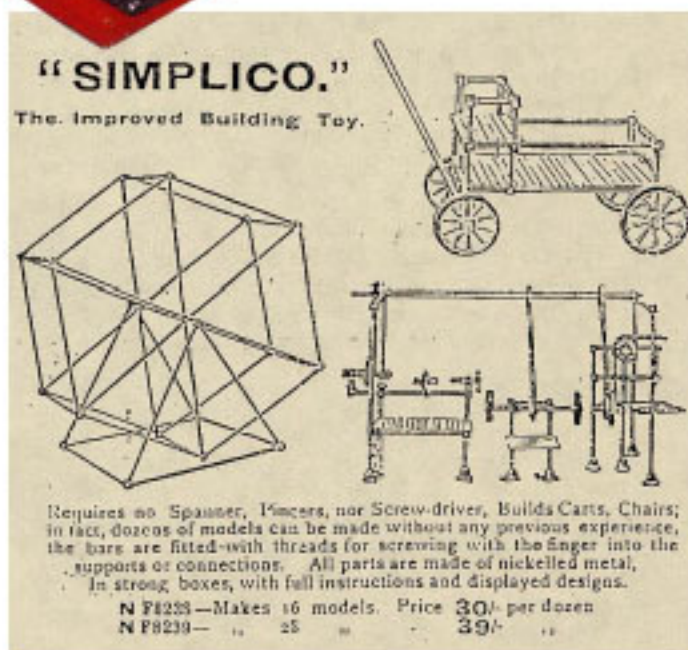 “SIMPLICO.”
The. Improved Building Toy.
Requires no Spanner, Pincers, nor Screw-driver, Builds Carts, Chairs;
in fact, dozens of models can be made without any previous experience,
the bars are fitted with threads for screwing with the finger into the
supports or connections. All parts are made of nickelled metal,
In strong boxes, with full instructions and displayed designs.
—Makes 16 models. Price 30/- per dozen
N F8239— „ 28 „ - 39/- „